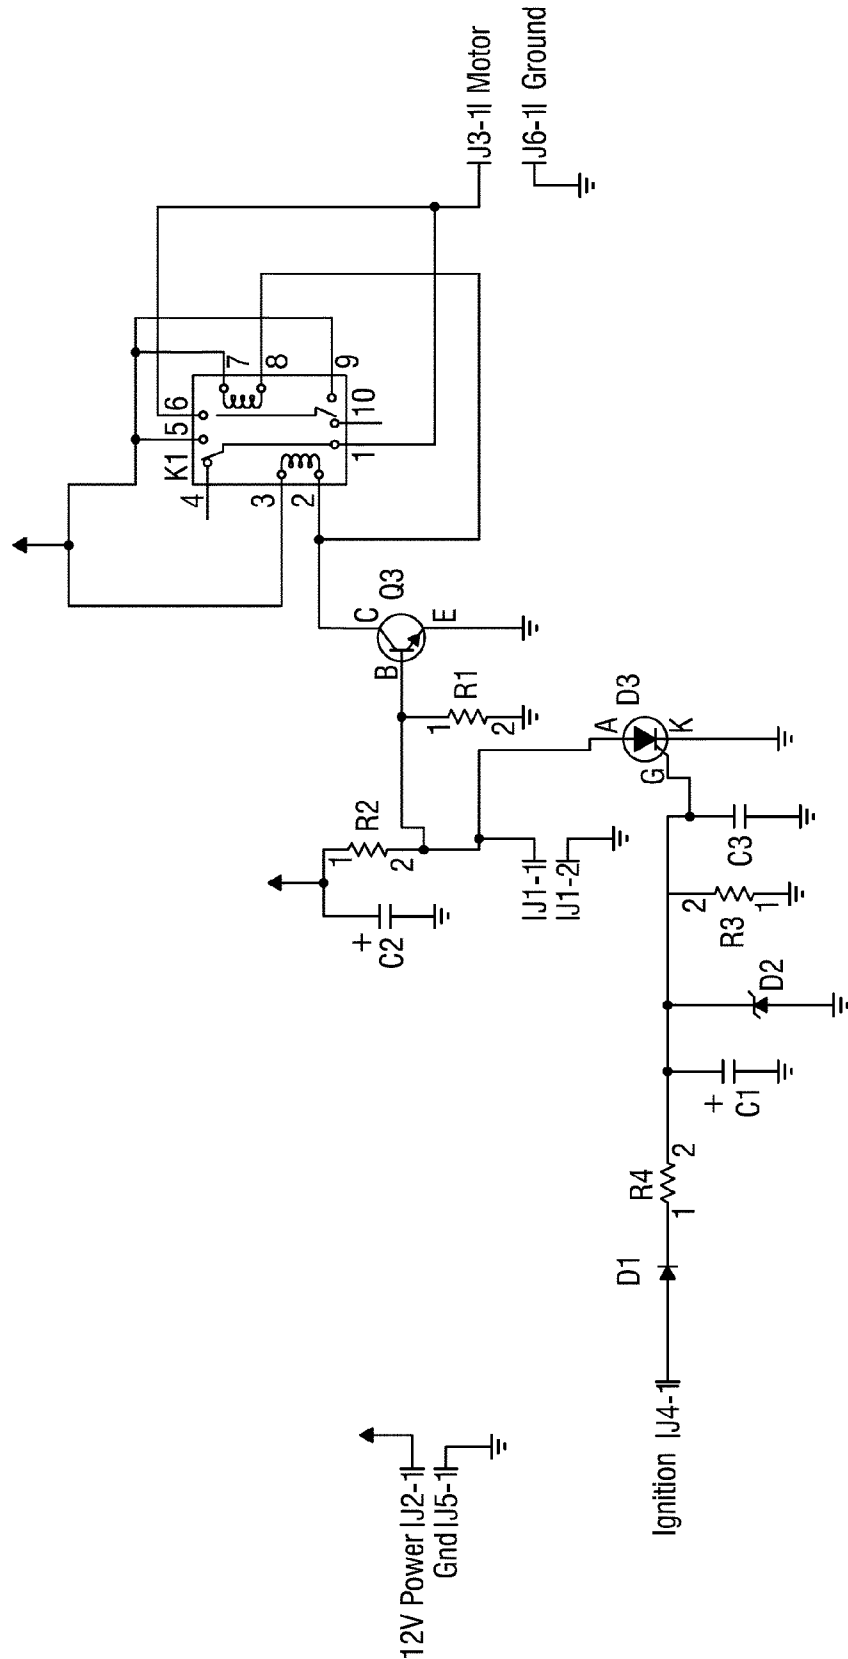 12V Power |J2-1|
Gnd |J5-1|
Ignition |J4-1|
D1
1
R4
2
+
C1
D2
2
R3
1
C3
+
C2
1
R2
2
|J1-1|
|J1-2|
1
R1
2
B
C
E
Q3
A
G
K
D3
K1
4
3
2
5
6
7
8
9
10
1
|J3-1| Motor
|J6-1| Ground